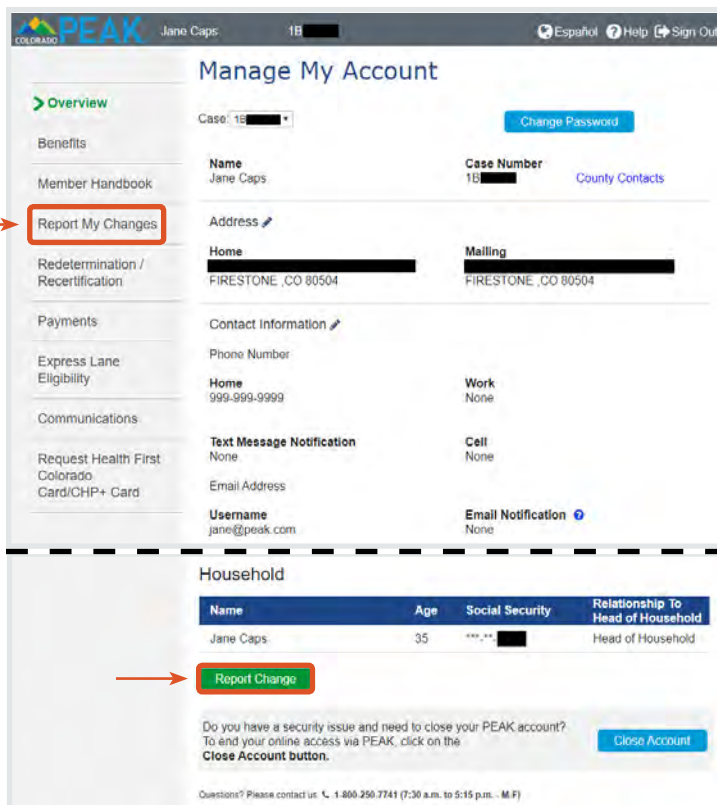 COLORADO PEAK Jane Caps 1B Español Help Sign Out
Manage My Account
Overview
Benefits
Member Handbook
Report My Changes
Redetermination /
Recertification
Payments
Express Lane
Eligibility
Communications
Request Health First
Colorado
Card/CHP+ Card
Case: 1B
Change Password
Name Case Number
Jane Caps 1B County Contacts
Address
Home Mailing
FIRESTONE ,CO 80504 FIRESTONE ,CO 80504
Contact Information
Phone Number
Home Work
999-999-9999 None
Text Message Notification Cell
None None
Email Address
Username Email Notification
jane@peak.com None
Household
Name Age Social Security Relationship To
Head of Household
Jane Caps 35 ***-**- Head of Household
Report Change
Do you have a security issue and need to close your PEAK account?
To end your online access via PEAK, click on the
Close Account button.
Close Account
Questions? Please contact us 1-800-250-7741 (7:30 a.m. to 5:15 p.m. - M-F)